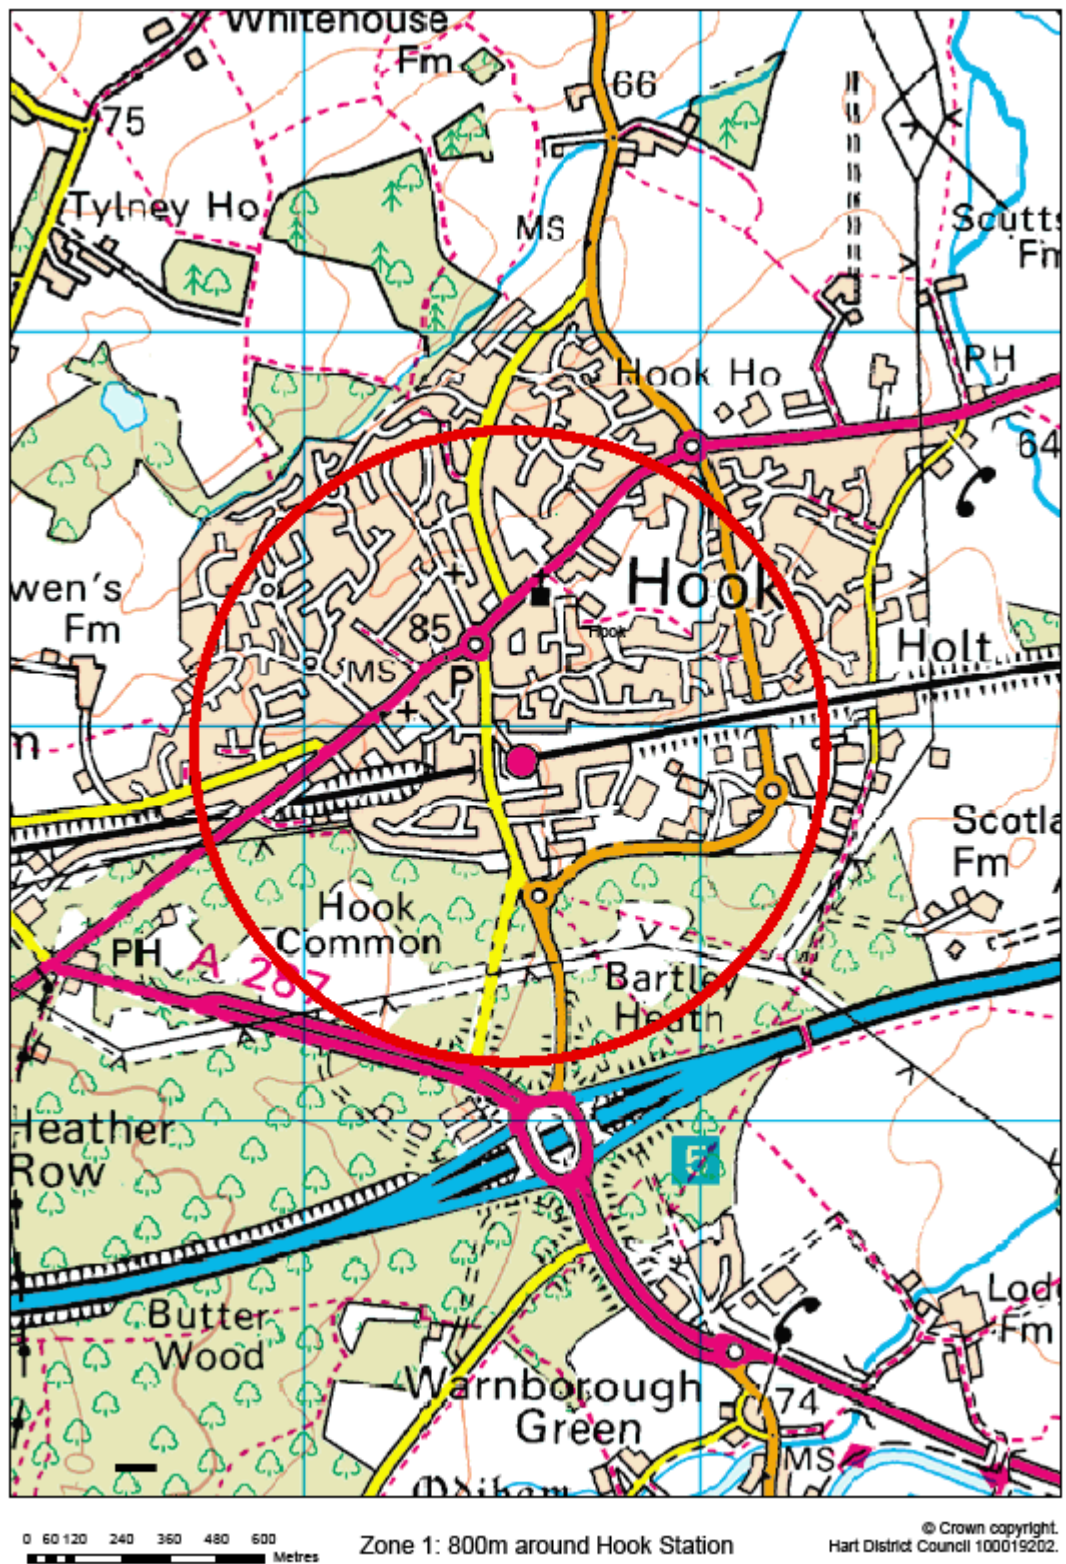 Whitenouse
Fm
66
75
Tylney Ho
MS
Scutts
Fm
PH
Hook Ho
64
wen's
Fm
Hook
85
Hook
MS
P
Holt
m
Scotla
Fm
Hook
Common
PH
A 287
Bartley
Heath
Heather
Row
5
Butter
Wood
Lode
Fm
Warnborough
Green
74
MS
Odiham
0 60 120 240 360 480 600
Metres
Zone 1: 800m around Hook Station
© Crown copyright.
Hart District Council 100019202.